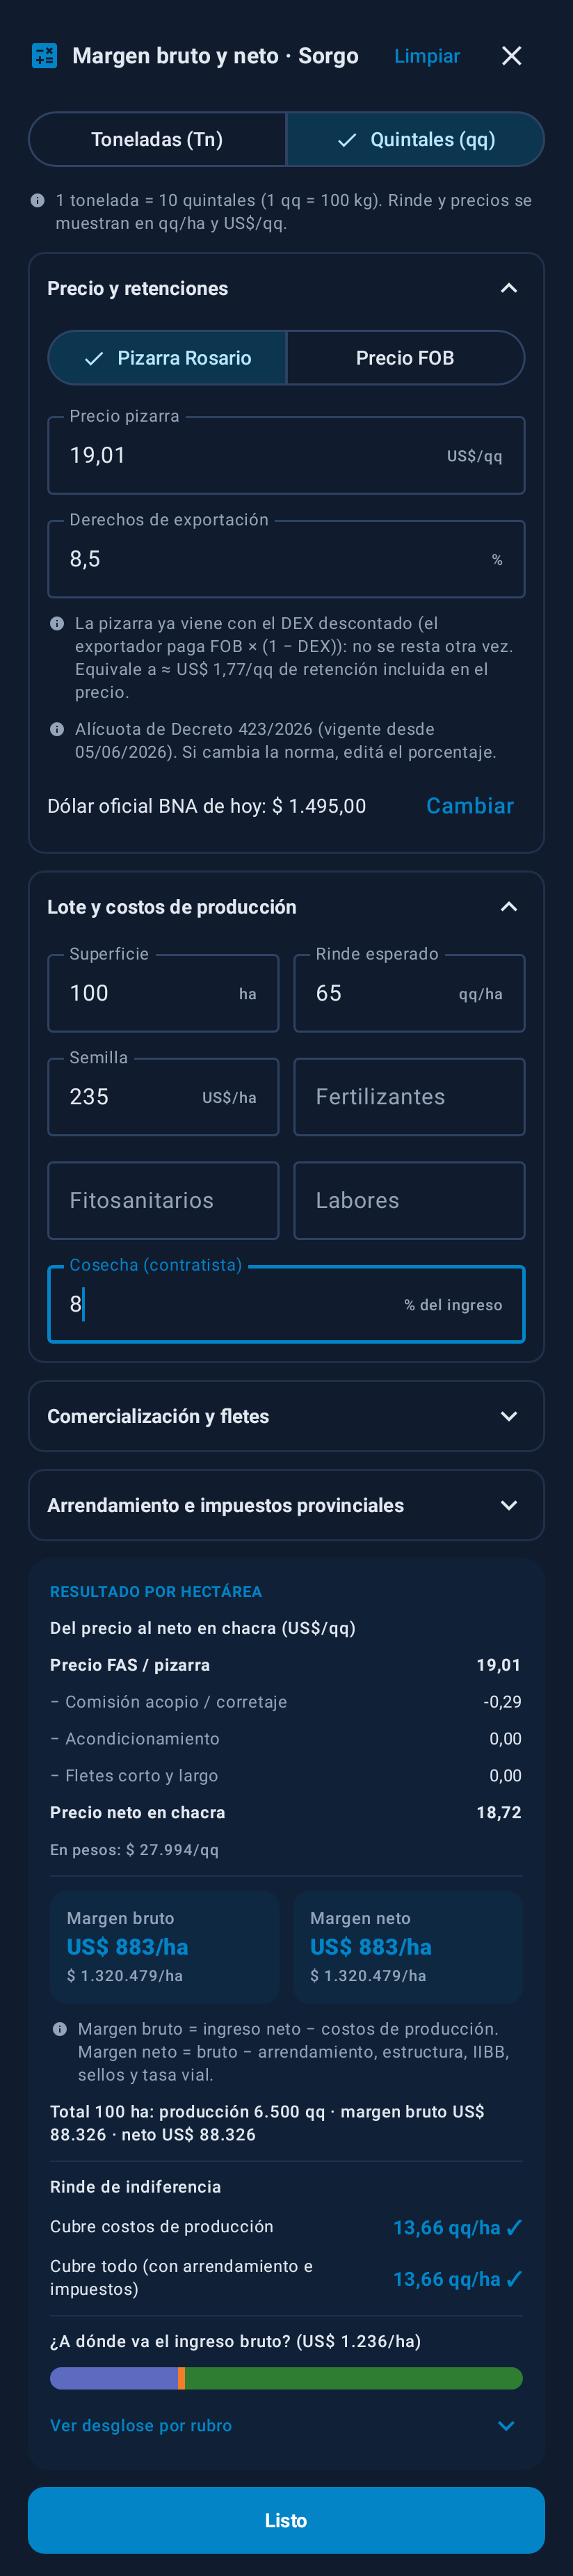 Margen bruto y neto · Sorgo
Limpiar
Toneladas (Tn)
Quintales (qq)
1 tonelada = 10 quintales (1 qq = 100 kg). Rinde y precios se
muestran en qq/ha y US$/qq.
Precio y retenciones
Pizarra Rosario
Precio FOB
Precio pizarra
19,01 US$/qq
Derechos de exportación
8,5 %
La pizarra ya viene con el DEX descontado (el
exportador paga FOB × (1 − DEX)): no se resta otra vez.
Equivale a ≈ US$ 1,77/qq de retención incluida en el
precio.
Alícuota de Decreto 423/2026 (vigente desde
05/06/2026). Si cambia la norma, editá el porcentaje.
Dólar oficial BNA de hoy: $ 1.495,00 Cambiar
Lote y costos de producción
Superficie
100 ha
Rinde esperado
65 qq/ha
Semilla
235 US$/ha
Fertilizantes
Fitosanitarios
Labores
Cosecha (contratista)
8 % del ingreso
Comercialización y fletes
Arrendamiento e impuestos provinciales
RESULTADO POR HECTÁREA
Del precio al neto en chacra (US$/qq)
Precio FAS / pizarra 19,01
− Comisión acopio / corretaje -0,29
− Acondicionamiento 0,00
− Fletes corto y largo 0,00
Precio neto en chacra 18,72
En pesos: $ 27.994/qq
Margen bruto
US$ 883/ha
$ 1.320.479/ha
Margen neto
US$ 883/ha
$ 1.320.479/ha
Margen bruto = ingreso neto − costos de producción.
Margen neto = bruto − arrendamiento, estructura, IIBB,
sellos y tasa vial.
Total 100 ha: producción 6.500 qq · margen bruto US$
88.326 · neto US$ 88.326
Rinde de indiferencia
Cubre costos de producción 13,66 qq/ha ✓
Cubre todo (con arrendamiento e
impuestos) 13,66 qq/ha ✓
¿A dónde va el ingreso bruto? (US$ 1.236/ha)
Ver desglose por rubro
Listo